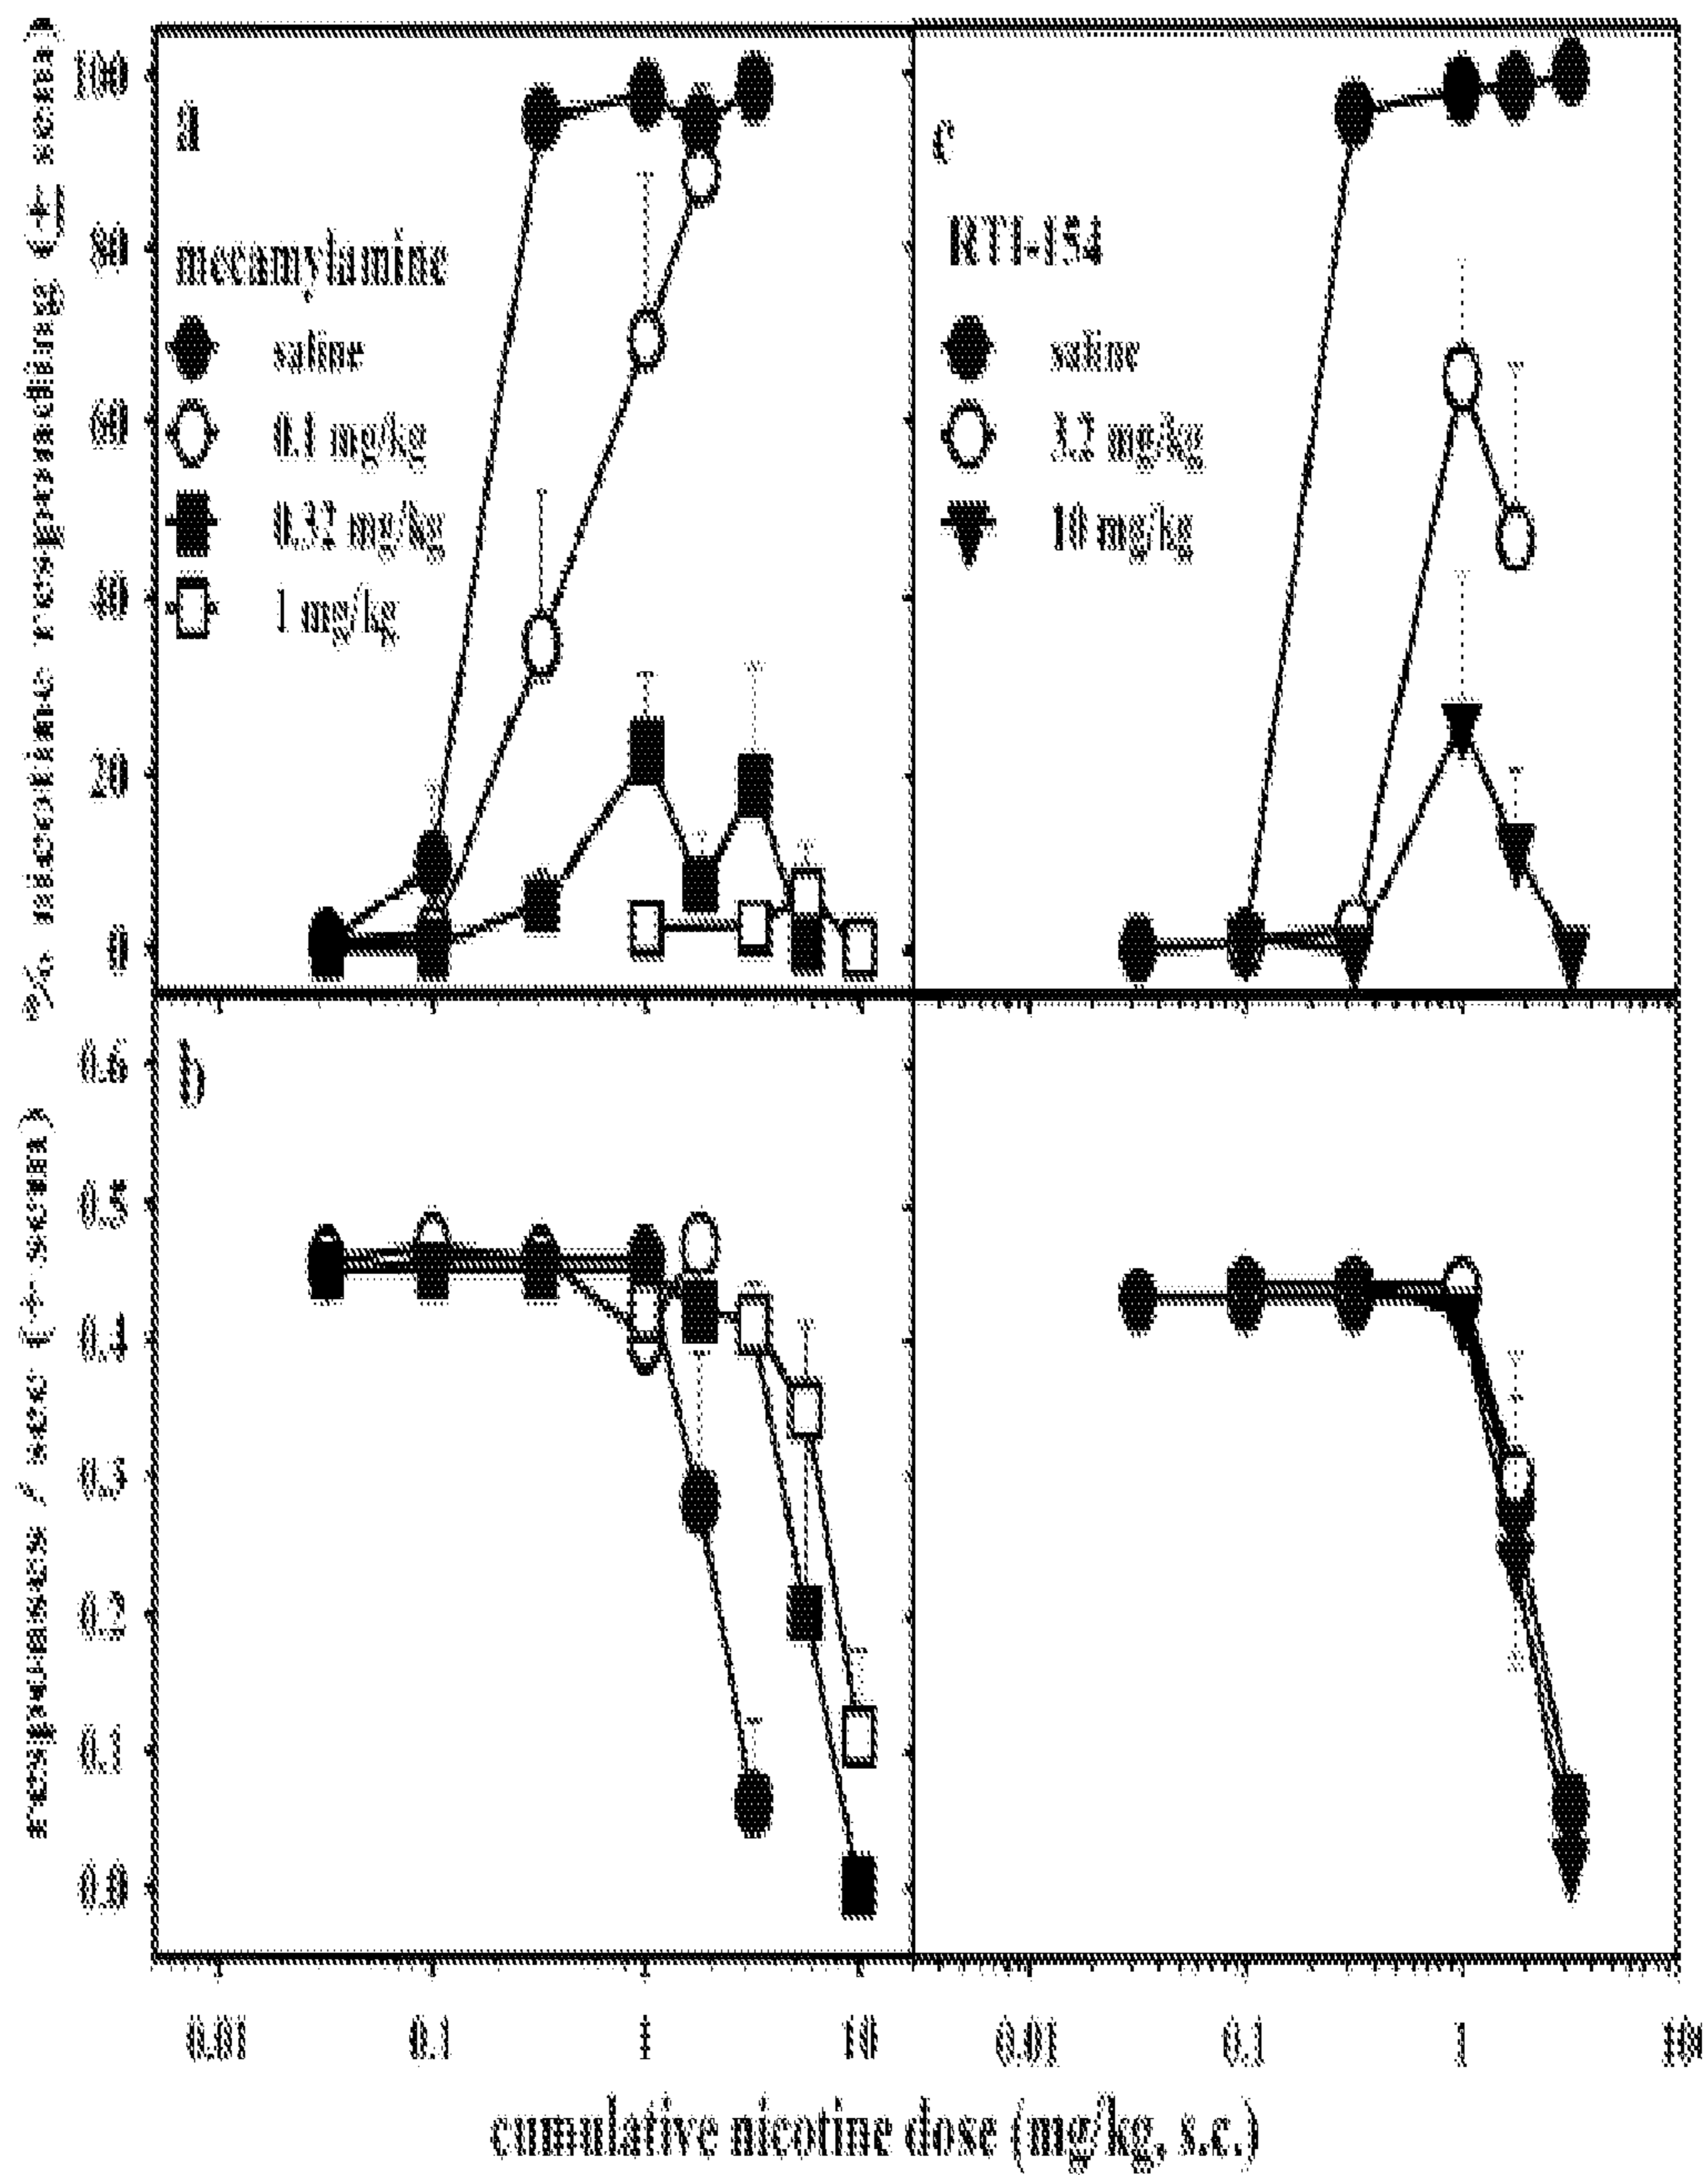 % nicotine responding (± sem)
100
80
60
40
20
0
a
mecamylamine
saline
0.1 mg/kg
0.32 mg/kg
1 mg/kg
c
RTI-154
saline
3.2 mg/kg
10 mg/kg
responses / sec (± sem)
0.6
0.5
0.4
0.3
0.2
0.1
0.0
b
0.01 0.1 1 10 0.01 0.1 1
cumulative nicotine dose (mg/kg, s.c.)